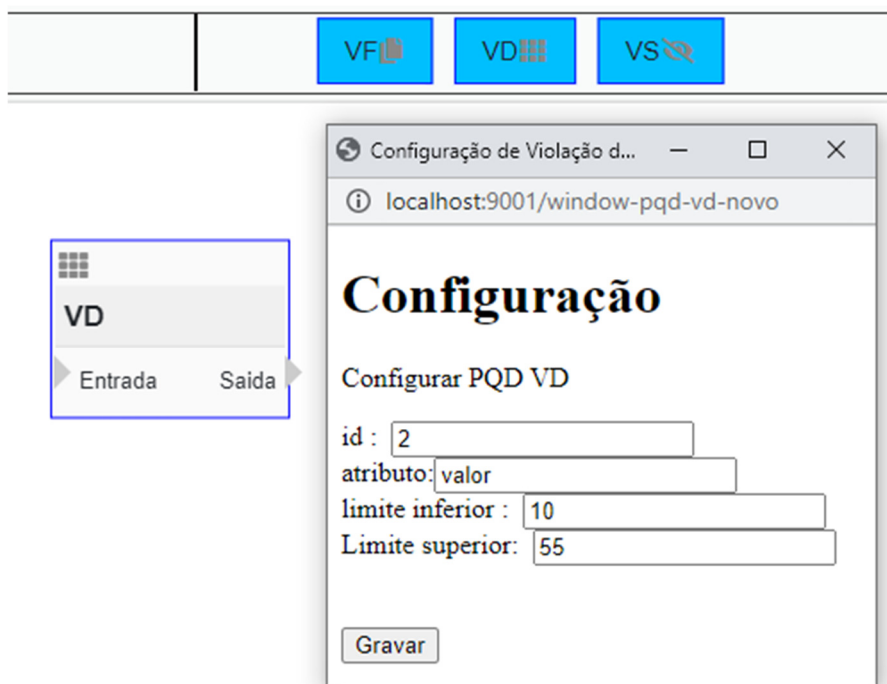 VF VD VS
Configuração de Violação d...
localhost:9001/window-pqd-vd-novo
Configuração
Configurar PQD VD
id : 2
atributo: valor
limite inferior : 10
Limite superior: 55
Gravar
VD
Entrada Saida